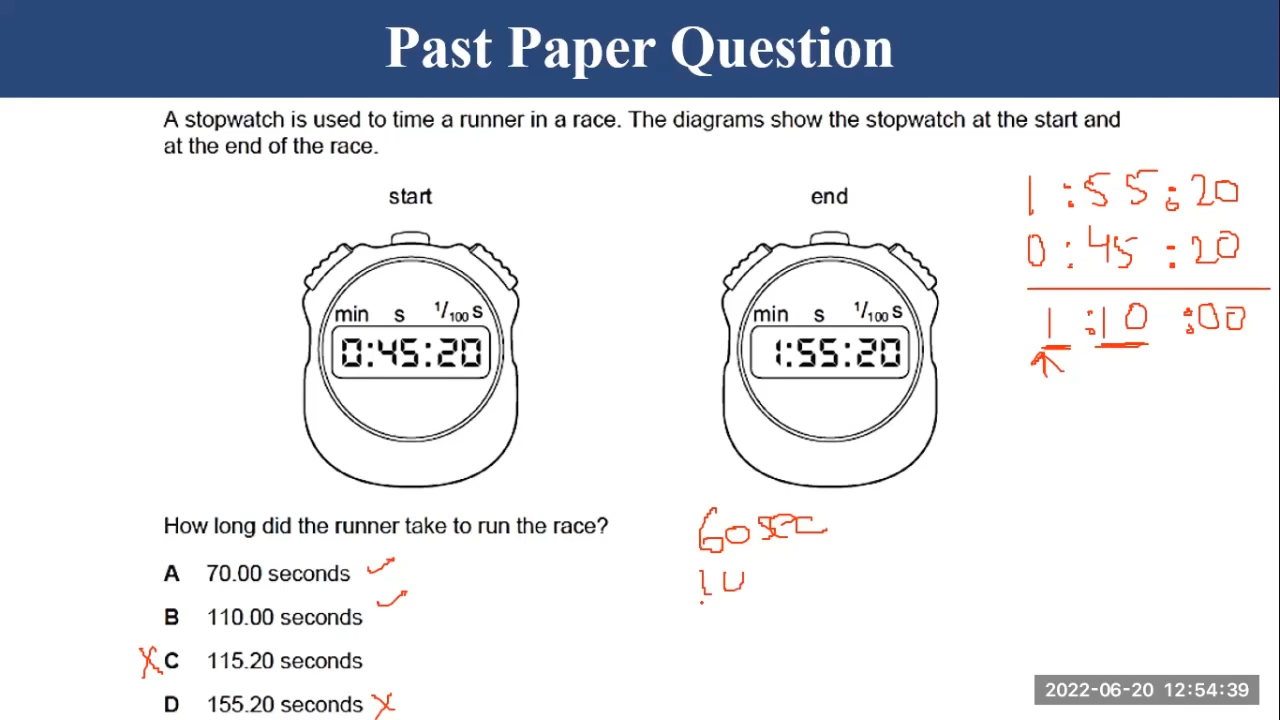 Past Paper Question
A stopwatch is used to time a runner in a race. The diagrams show the stopwatch at the start and
at the end of the race.
start
end
min s 1/100 s
0:45:20
min s 1/100 s
1:55:20
1:55:20
0:45:20
1:10:00
How long did the runner take to run the race?
A 70.00 seconds
B 110.00 seconds
C 115.20 seconds
D 155.20 seconds
60 sec
10
2022-06-20 12:54:39